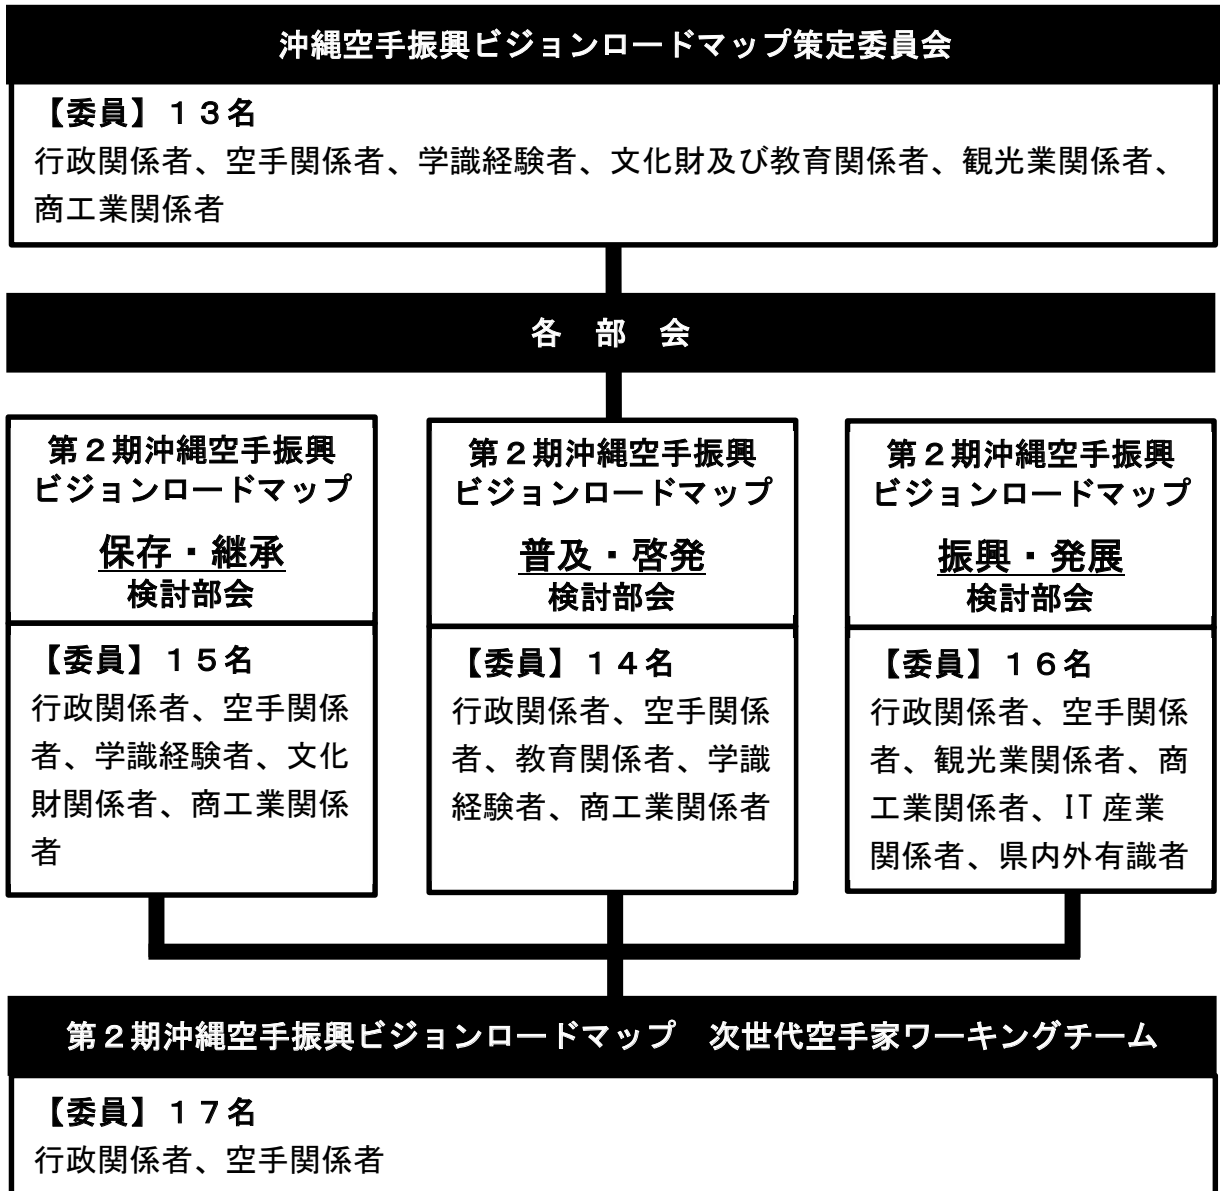 沖縄空手振興ビジョンロードマップ策定委員会
【委員】１３名
行政関係者、空手関係者、学識経験者、文化財及び教育関係者、観光業関係者、
商工業関係者
各　部　会
第２期沖縄空手振興
ビジョンロードマップ
保存・継承
検討部会
【委員】１５名
行政関係者、空手関係
者、学識経験者、文化
財関係者、商工業関係
者
第２期沖縄空手振興
ビジョンロードマップ
普及・啓発
検討部会
【委員】１４名
行政関係者、空手関係
者、教育関係者、学識
経験者、商工業関係者
第２期沖縄空手振興
ビジョンロードマップ
振興・発展
検討部会
【委員】１６名
行政関係者、空手関係
者、観光業関係者、商
工業関係者、IT 産業
関係者、県内外有識者
第２期沖縄空手振興ビジョンロードマップ　次世代空手家ワーキングチーム
【委員】１７名
行政関係者、空手関係者